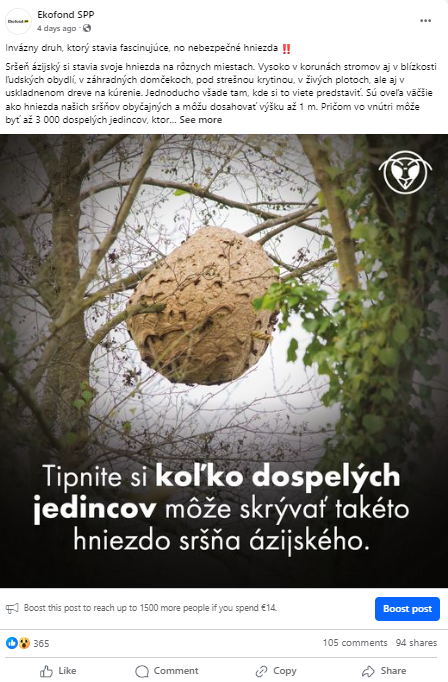 Ekofond SPP
4 days ago ·
Invázny druh, ktorý stavia fascinujúce, no nebezpečné hniezda ‼️
Sršeň ázijský si stavia svoje hniezda na rôznych miestach. Vysoko v korunách stromov aj v blízkosti
ľudských obydlí, v záhradných domčekoch, pod strešnou krytinou, v živých plotoch, ale aj v
uskladnenom dreve na kúrenie. Jednoducho všade tam, kde si to viete predstaviť. Sú oveľa väčšie
ako hniezda našich sršňov obyčajných a môžu dosahovať výšku až 1 m. Pričom vo vnútri môže
byť až 3 000 dospelých jedincov, ktor... See more
Tipnite si koľko dospelých
jedincov môže skrývať takéto
hniezdo sršňa ázijského.
Boost this post to reach up to 1500 more people if you spend €14.
Boost post
365
105 comments 94 shares
Like Comment Copy Share